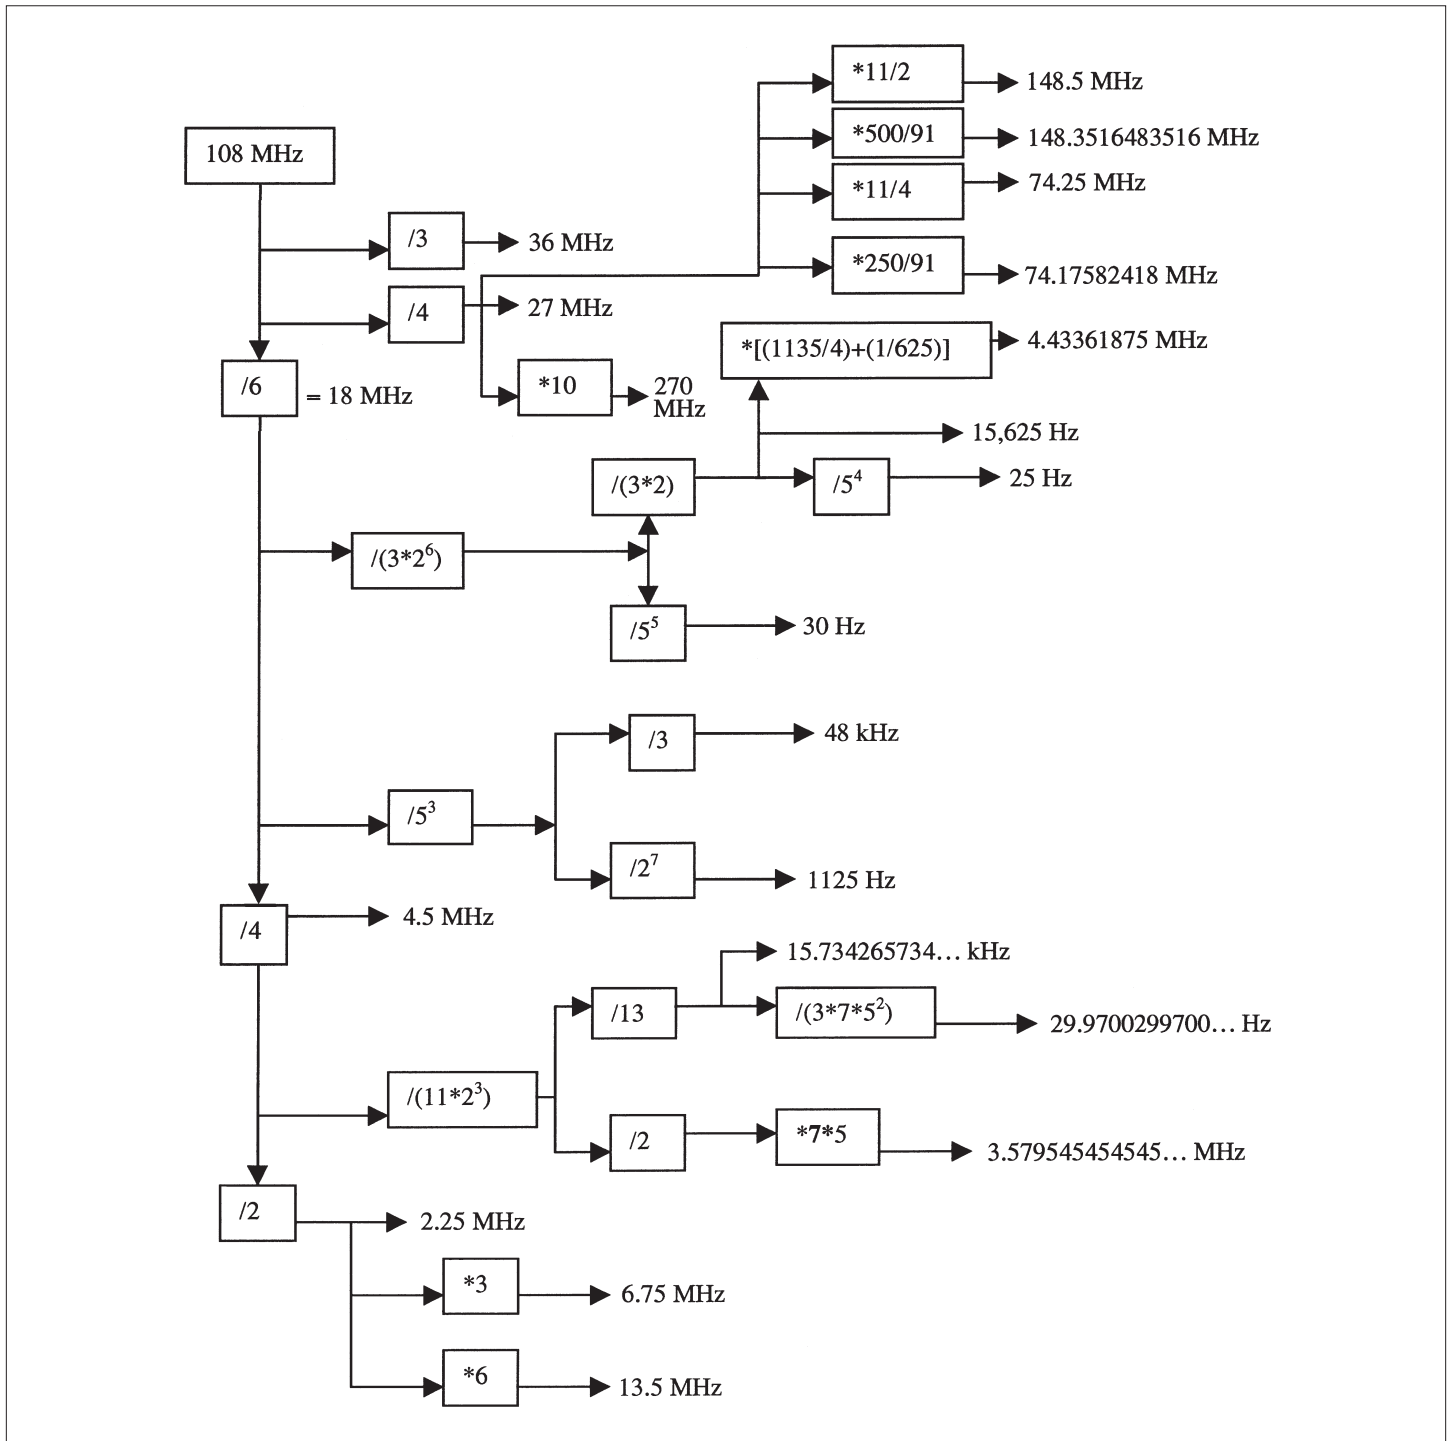 *11/2
148.5 MHz
108 MHz
*500/91
148.3516483516 MHz
*11/4
74.25 MHz
/3
36 MHz
*250/91
74.17582418 MHz
/4
27 MHz
*[(1135/4)+(1/625)]
4.43361875 MHz
/6
= 18 MHz
*10
270
MHz
15,625 Hz
/(3*2)
/5⁴
25 Hz
/(3*2⁶)
/5⁵
30 Hz
/3
48 kHz
/5³
/2⁷
1125 Hz
/4
4.5 MHz
15.734265734... kHz
/13
/(3*7*5²)
29.9700299700... Hz
/(11*2³)
/2
*7*5
3.579545454545... MHz
/2
2.25 MHz
*3
6.75 MHz
*6
13.5 MHz